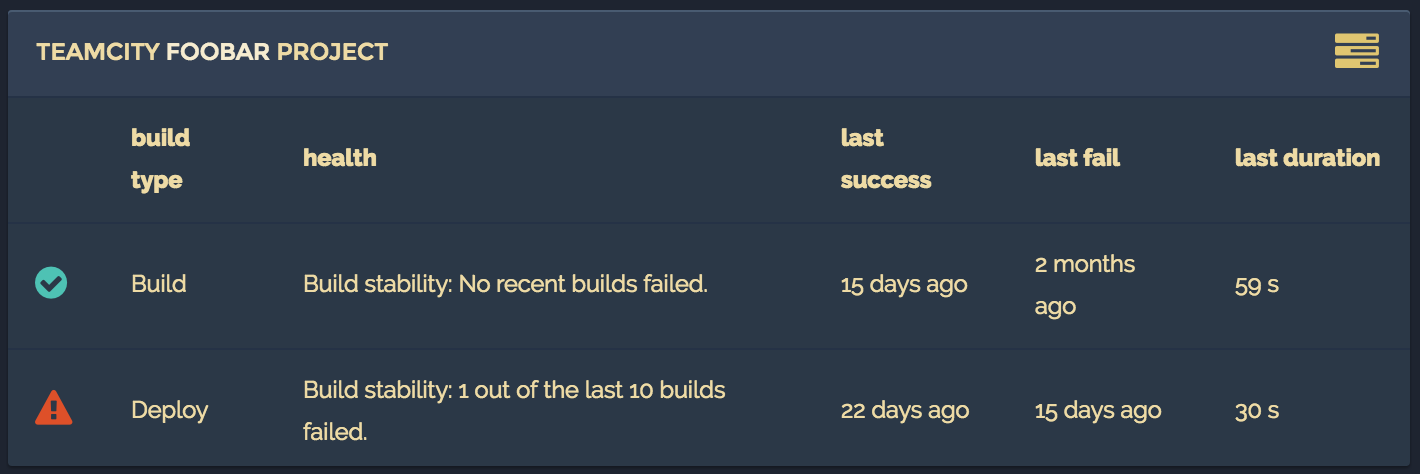 TEAMCITY FOOBAR PROJECT
build
type
health
last
success
last fail
last duration
Build
Build stability: No recent builds failed.
15 days ago
2 months
ago
59 s
Deploy
Build stability: 1 out of the last 10 builds
failed.
22 days ago
15 days ago
30 s